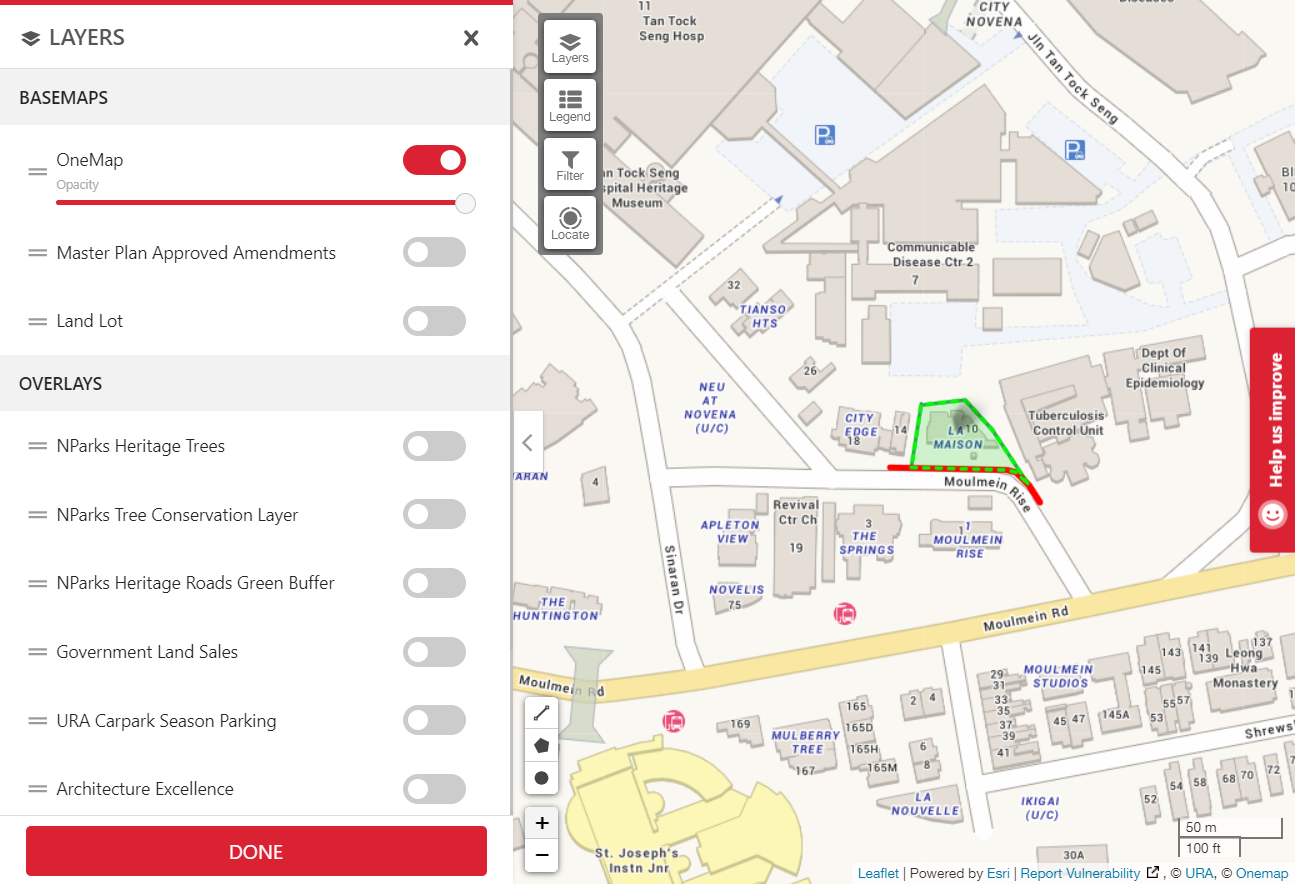 LAYERS
BASEMAPS
OneMap
Opacity
Master Plan Approved Amendments
Land Lot
OVERLAYS
NParks Heritage Trees
NParks Tree Conservation Layer
NParks Heritage Roads Green Buffer
Government Land Sales
URA Carpark Season Parking
Architecture Excellence
DONE
Layers
Legend
Filter
Locate
11
Tan Tock
Seng Hosp
CITY
NOVENA
Jln Tan Tock Seng
P
P
an Tock Seng
spital Heritage
Museum
Communicable
Disease Ctr 2
7
32
TIANSO
HTS
26
NEU
AT
NOVENA
(U/C)
CITY
EDGE
18
14
10
LA
MAISON
Tuberculosis
Control Unit
Dept Of
Clinical
Epidemiology
Help us improve
ARAN
4
Moulmein Rise
Revival
Ctr Ch
19
APLETON
VIEW
3
THE
SPRINGS
1
MOULMEIN
RISE
Sinaran Dr
NOVELIS
75
THE
HUNTINGTON
Moulmein Rd
Moulmein Rd
29
31
33
35
37
39
41
MOULMEIN
STUDIOS
45
47
145A
143
145
141
139
137
Leong
Hwa
Monastery
53
55
57
169
MULBERRY
TREE
167
165
165D
165H
165M
2
4
6
8
LA
NOUVELLE
IKIGAI
(U/C)
52
54
58
68
70
72
St. Joseph's
Instn Jnr
30A
+
−
50 m
100 ft
Leaflet | Powered by Esri | Report Vulnerability , © URA, © Onemap